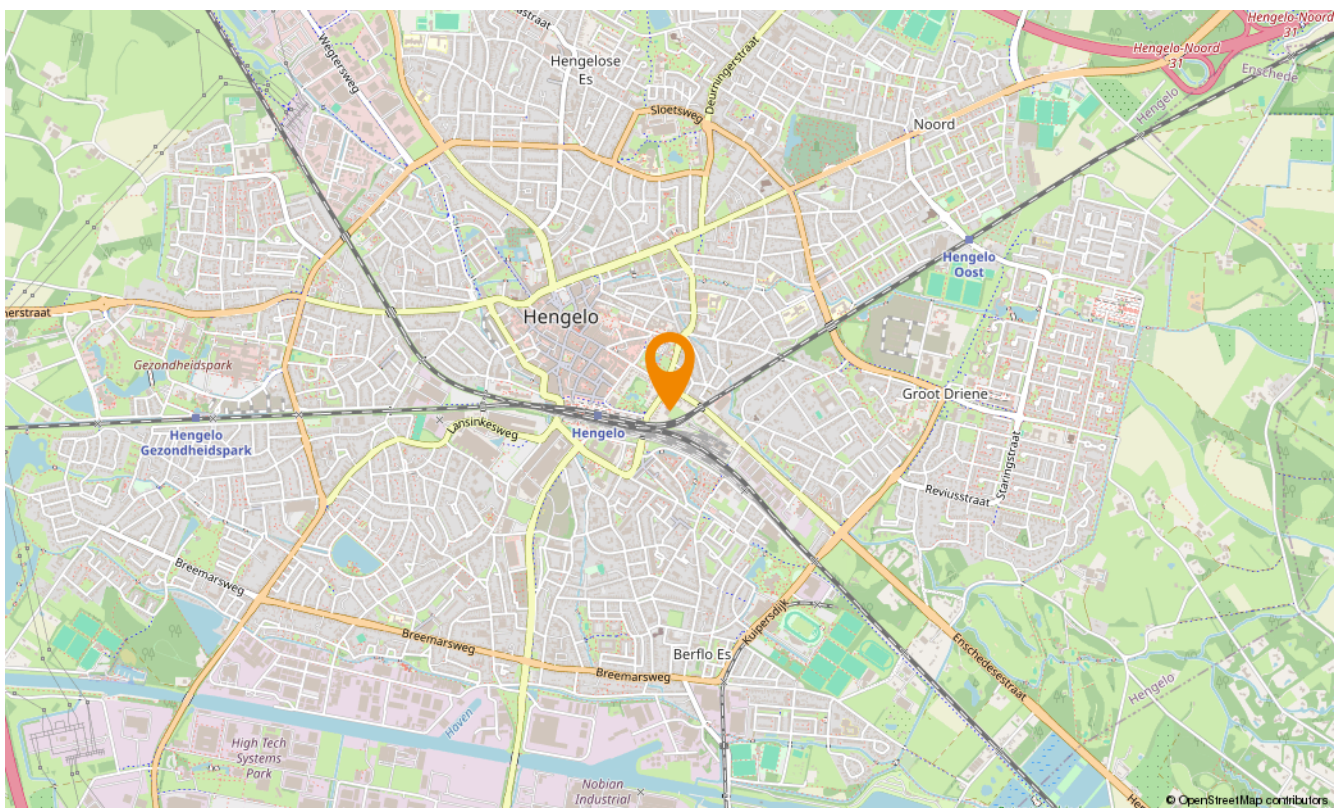 Hengelo-Noord
31
Hengelo-Noord
31
Wegtersweg
Hengelose
Es
Deurningerstraat
Sloetsweg
Noord
Enschede
Hengelo
Hengelo
Oost
Hengelo
Gezondheidspark
Groot Driene
Hengelo
Gezondheidspark
Lansinkesweg
Hengelo
Staringstraat
Reviusstraat
Breemarsweg
Breemarsweg
Breemarsweg
Berflo Es
Kuipersdijk
Enschedesestraat
Hengelo
Haven
High Tech
Systems
Park
Nobian
Industrial
© OpenStreetMap contributors